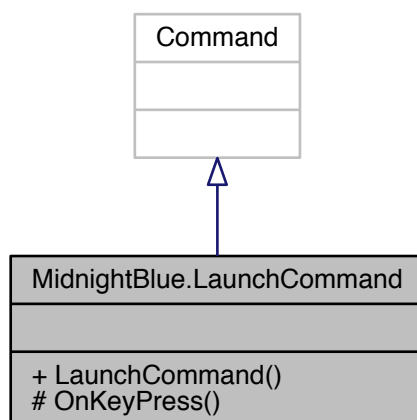 Command
MidnightBlue.LaunchCommand
+ LaunchCommand()
# OnKeyPress()